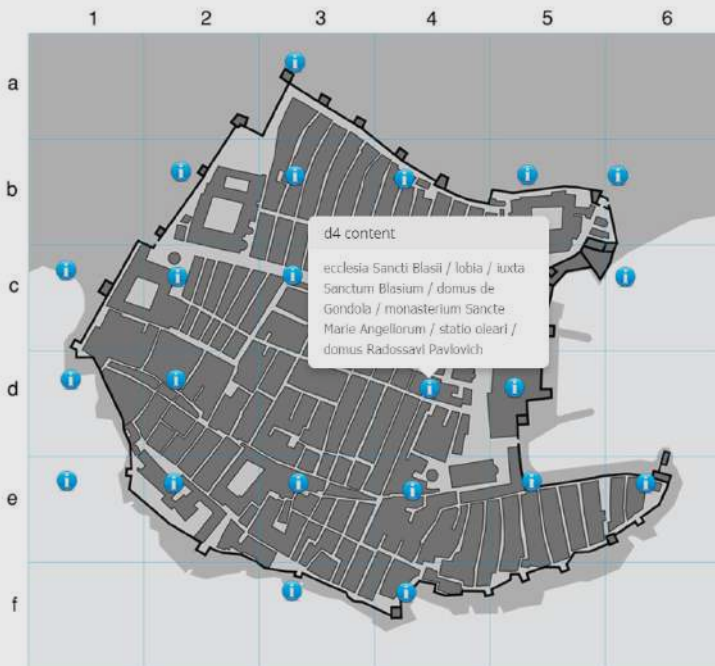 1 2 3 4 5 6
a
b
c
d
e
f
d4 content
ecclesia Sancti Blasii / lobia / iuxta
Sanctum Blasium / domus de
Gondola / monasterium Sancte
Marie Angellorum / statio oleari /
domus Radossavi Pavlovich